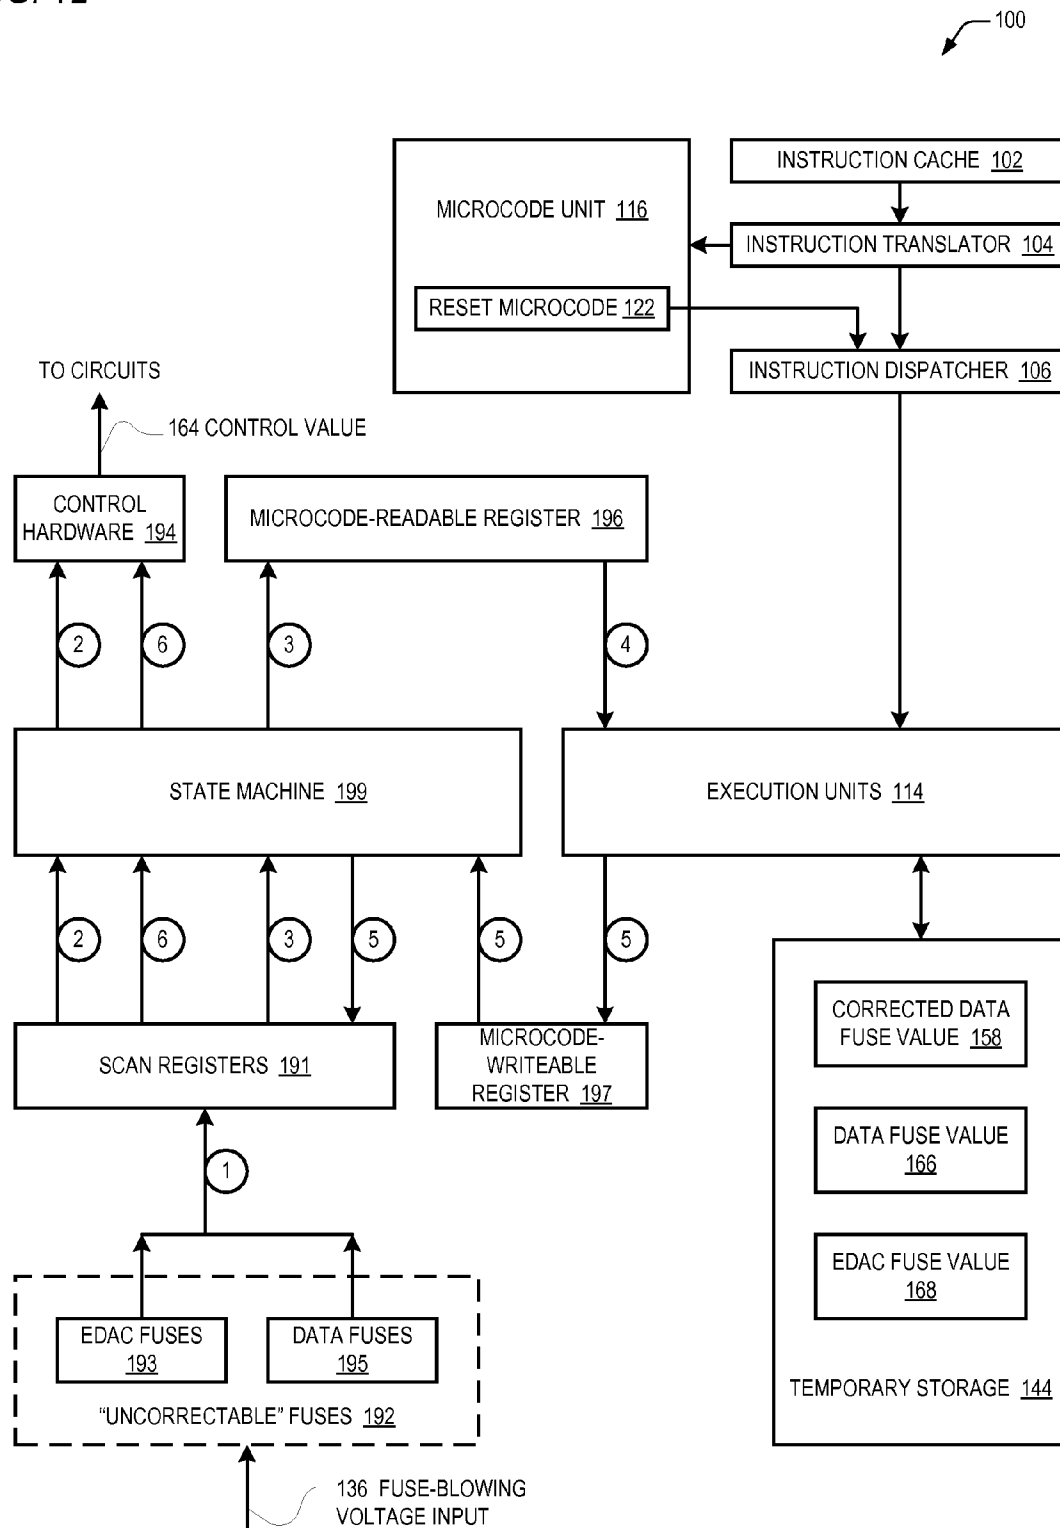 100
INSTRUCTION CACHE 102
MICROCODE UNIT 116
INSTRUCTION TRANSLATOR 104
RESET MICROCODE 122
INSTRUCTION DISPATCHER 106
TO CIRCUITS
164 CONTROL VALUE
CONTROL
HARDWARE 194
MICROCODE-READABLE REGISTER 196
2
6
3
4
STATE MACHINE 199
EXECUTION UNITS 114
2
6
3
5
5
5
SCAN REGISTERS 191
MICROCODE-
WRITEABLE
REGISTER 197
CORRECTED DATA
FUSE VALUE 158
DATA FUSE VALUE
166
EDAC FUSE VALUE
168
TEMPORARY STORAGE 144
1
EDAC FUSES
193
DATA FUSES
195
"UNCORRECTABLE" FUSES 192
136 FUSE-BLOWING
VOLTAGE INPUT